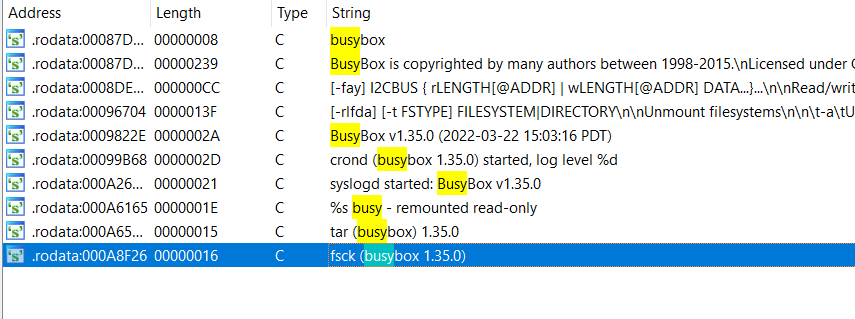 Address Length Type String
.rodata:00087D... 00000008 C busybox
.rodata:00087D... 00000239 C BusyBox is copyrighted by many authors between 1998-2015.\nLicensed under
.rodata:0008DE... 000000CC C [-fay] I2CBUS { rLENGTH[@ADDR] | wLENGTH[@ADDR] DATA...}...\n\nRead/writ
.rodata:00096704 0000013F C [-rlfda] [-t FSTYPE] FILESYSTEM|DIRECTORY\n\nUnmount filesystems\n\n\t-a\tU
.rodata:0009822E 0000002A C BusyBox v1.35.0 (2022-03-22 15:03:16 PDT)
.rodata:00099B68 0000002D C crond (busybox 1.35.0) started, log level %d
.rodata:000A26... 00000021 C syslogd started: BusyBox v1.35.0
.rodata:000A6165 0000001E C %s busy - remounted read-only
.rodata:000A65... 00000015 C tar (busybox) 1.35.0
.rodata:000A8F26 00000016 C fsck (busybox 1.35.0)